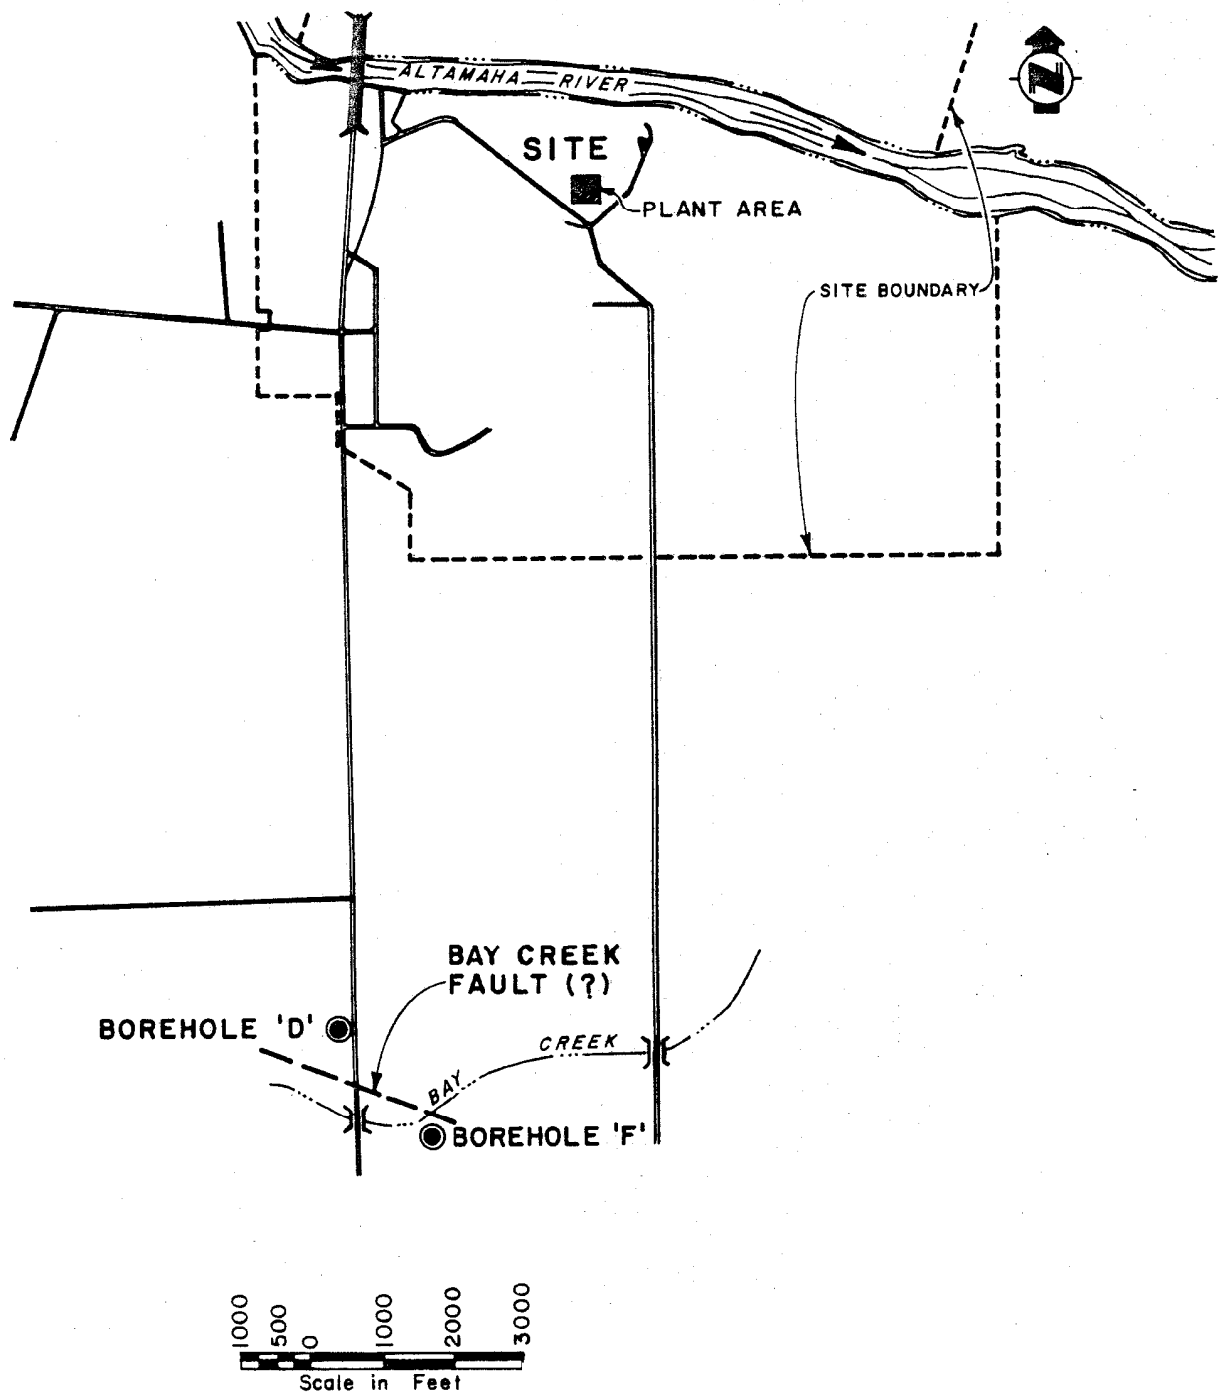 ALTAMAHA RIVER
N
SITE
PLANT AREA
SITE BOUNDARY
BAY CREEK
FAULT (?)
BOREHOLE 'D'
BAY CREEK
BOREHOLE 'F'
1000 500 0 1000 2000 3000
Scale in Feet